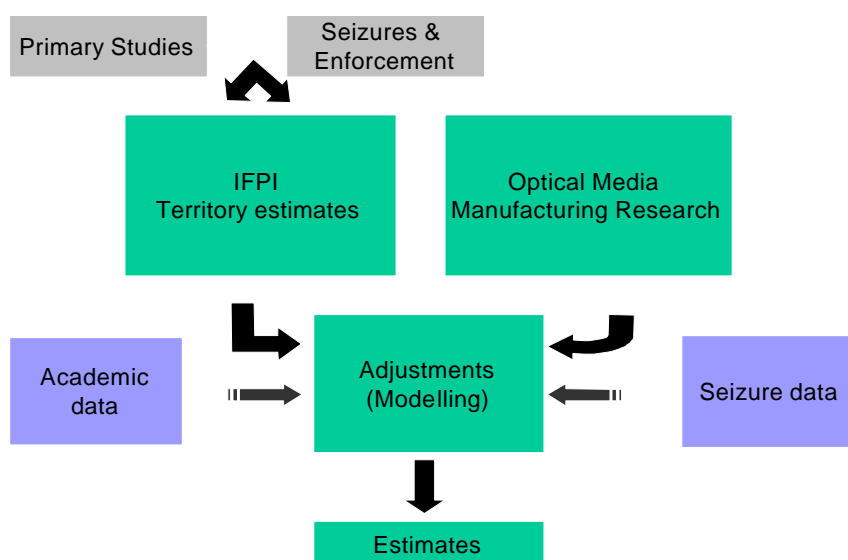 Primary Studies
Seizures &
Enforcement
IFPI
Territory estimates
Optical Media
Manufacturing Research
Academic
data
Adjustments
(Modelling)
Seizure data
Estimates